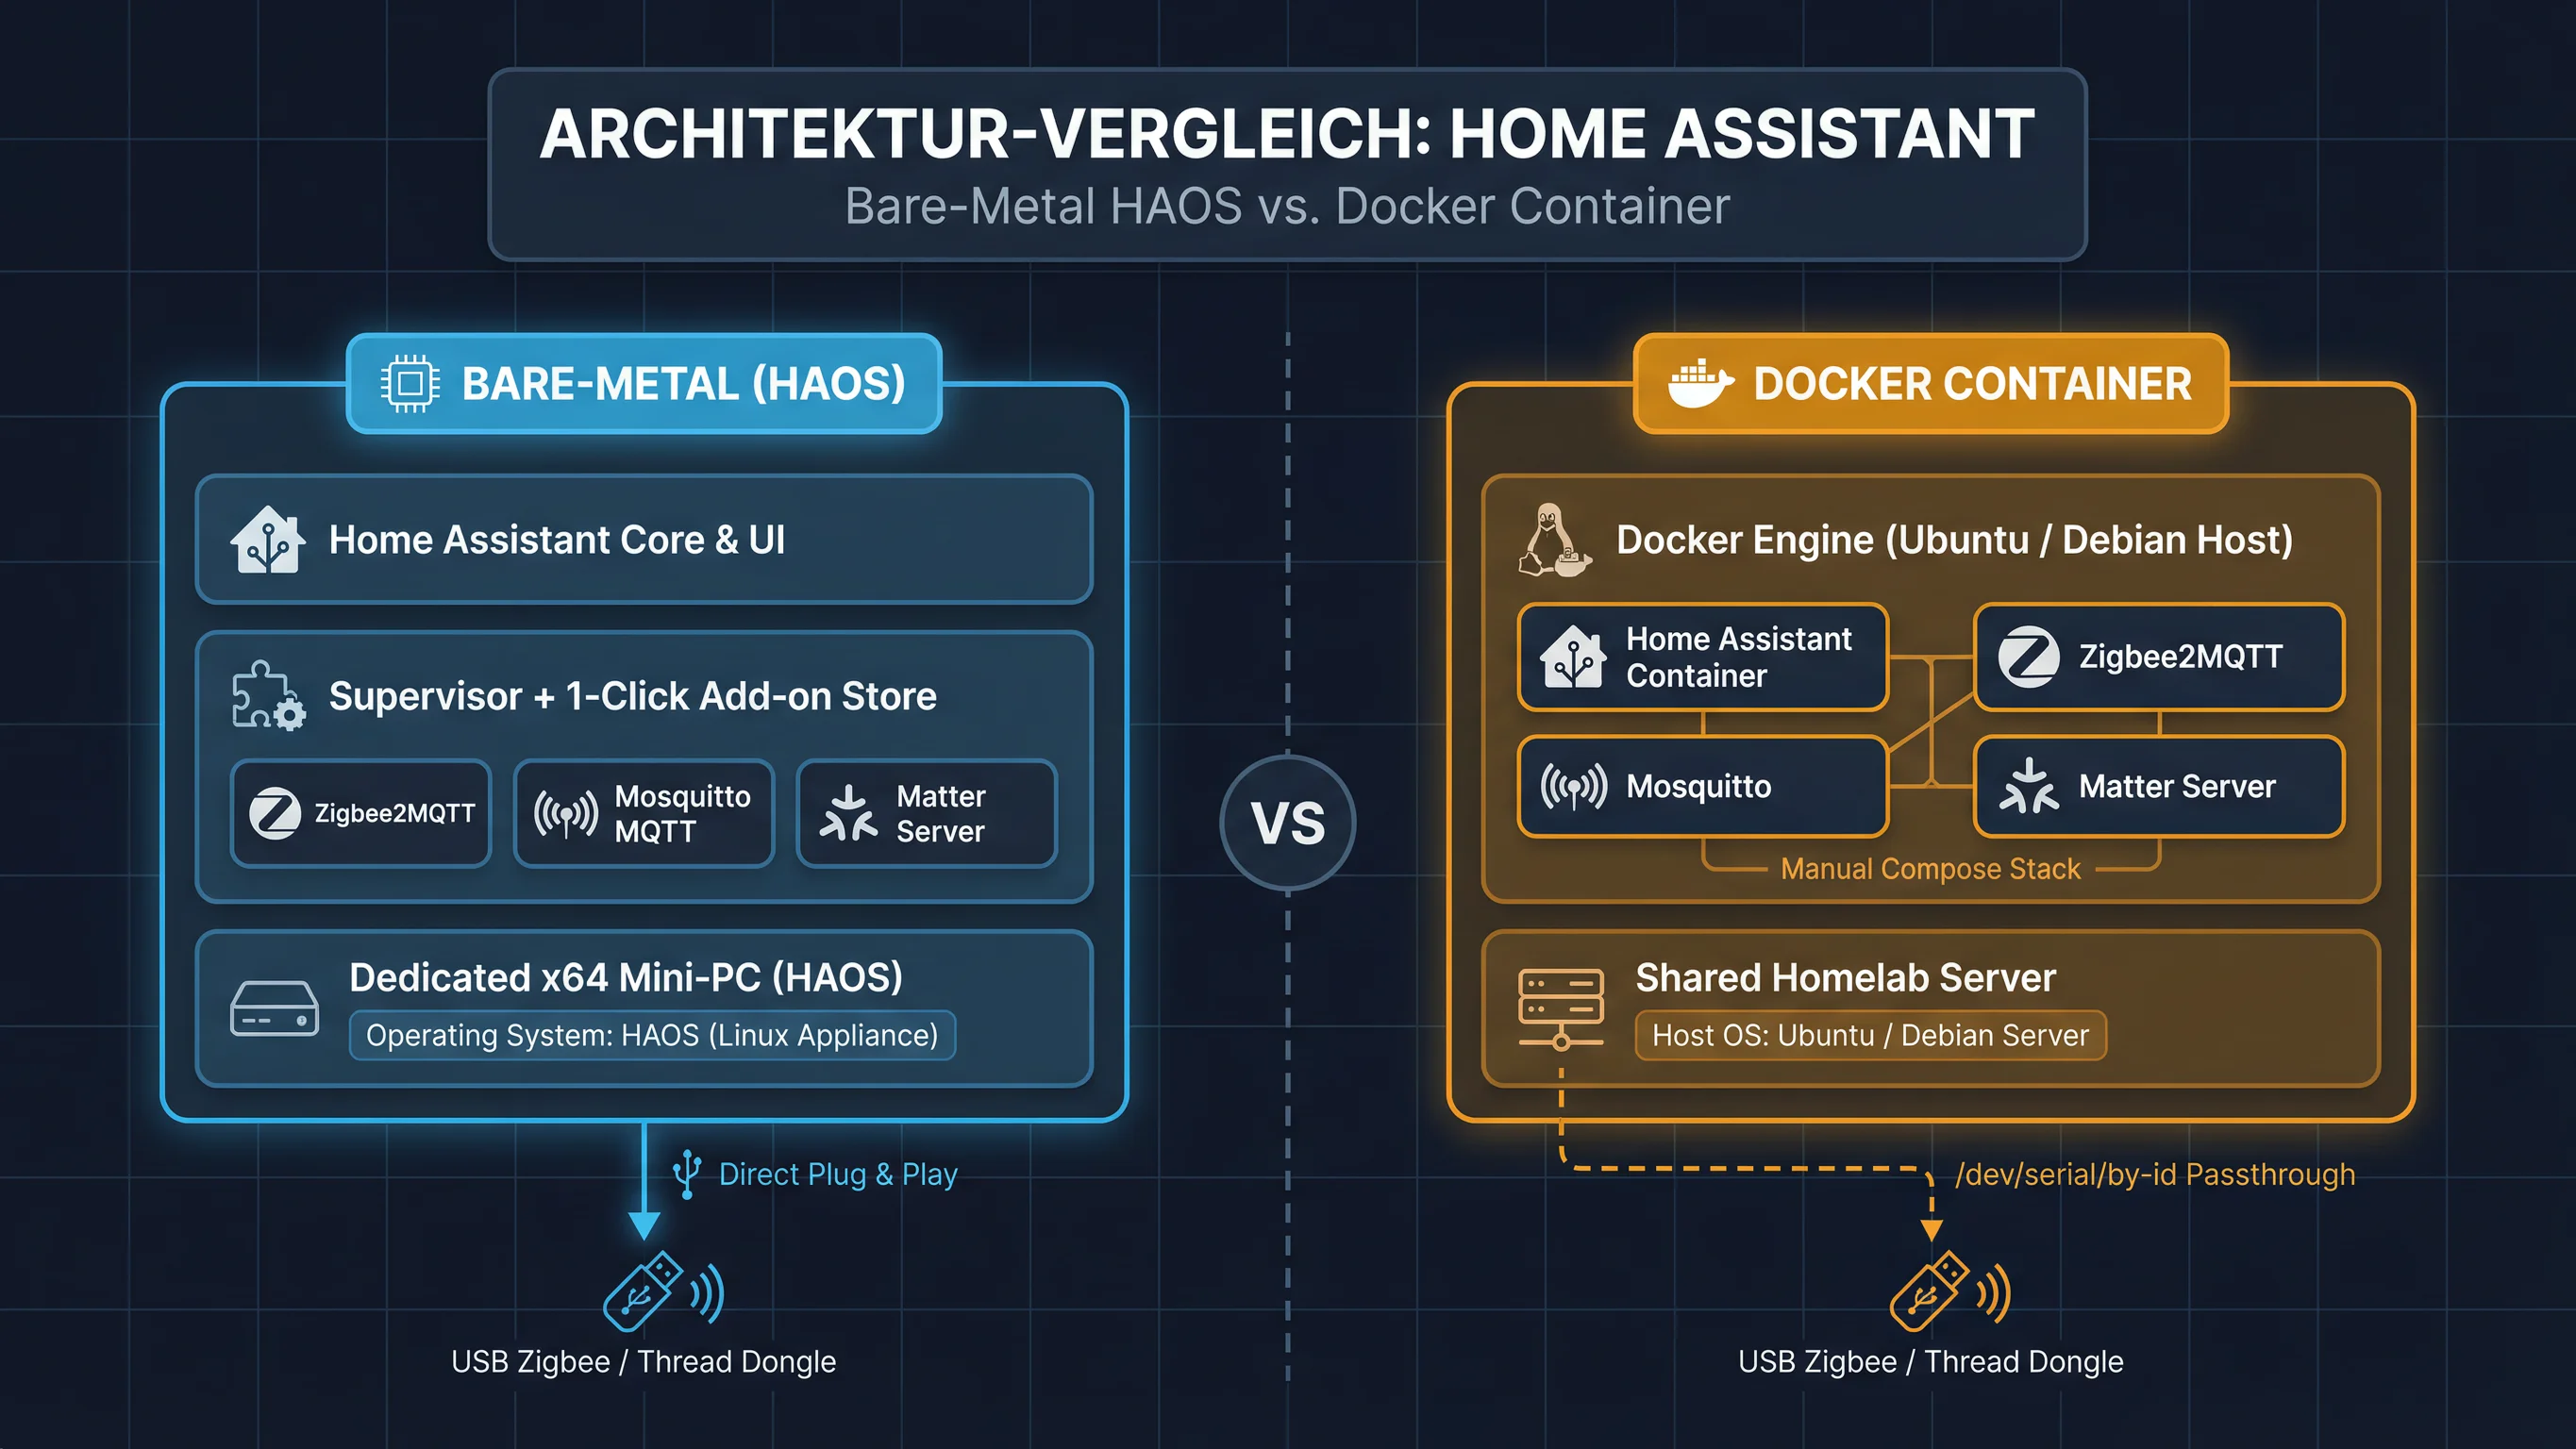 ARCHITEKTUR-VERGLEICH: HOME ASSISTANT
Bare-Metal HAOS vs. Docker Container
BARE-METAL (HAOS)
Home Assistant Core & UI
Supervisor + 1-Click Add-on Store
Zigbee2MQTT
Mosquitto
MQTT
Matter
Server
Dedicated x64 Mini-PC (HAOS)
Operating System: HAOS (Linux Appliance)
Direct Plug & Play
USB Zigbee / Thread Dongle
VS
DOCKER CONTAINER
Docker Engine (Ubuntu / Debian Host)
Home Assistant
Container
Zigbee2MQTT
Mosquitto
Matter Server
Manual Compose Stack
Shared Homelab Server
Host OS: Ubuntu / Debian Server
/dev/serial/by-id Passthrough
USB Zigbee / Thread Dongle